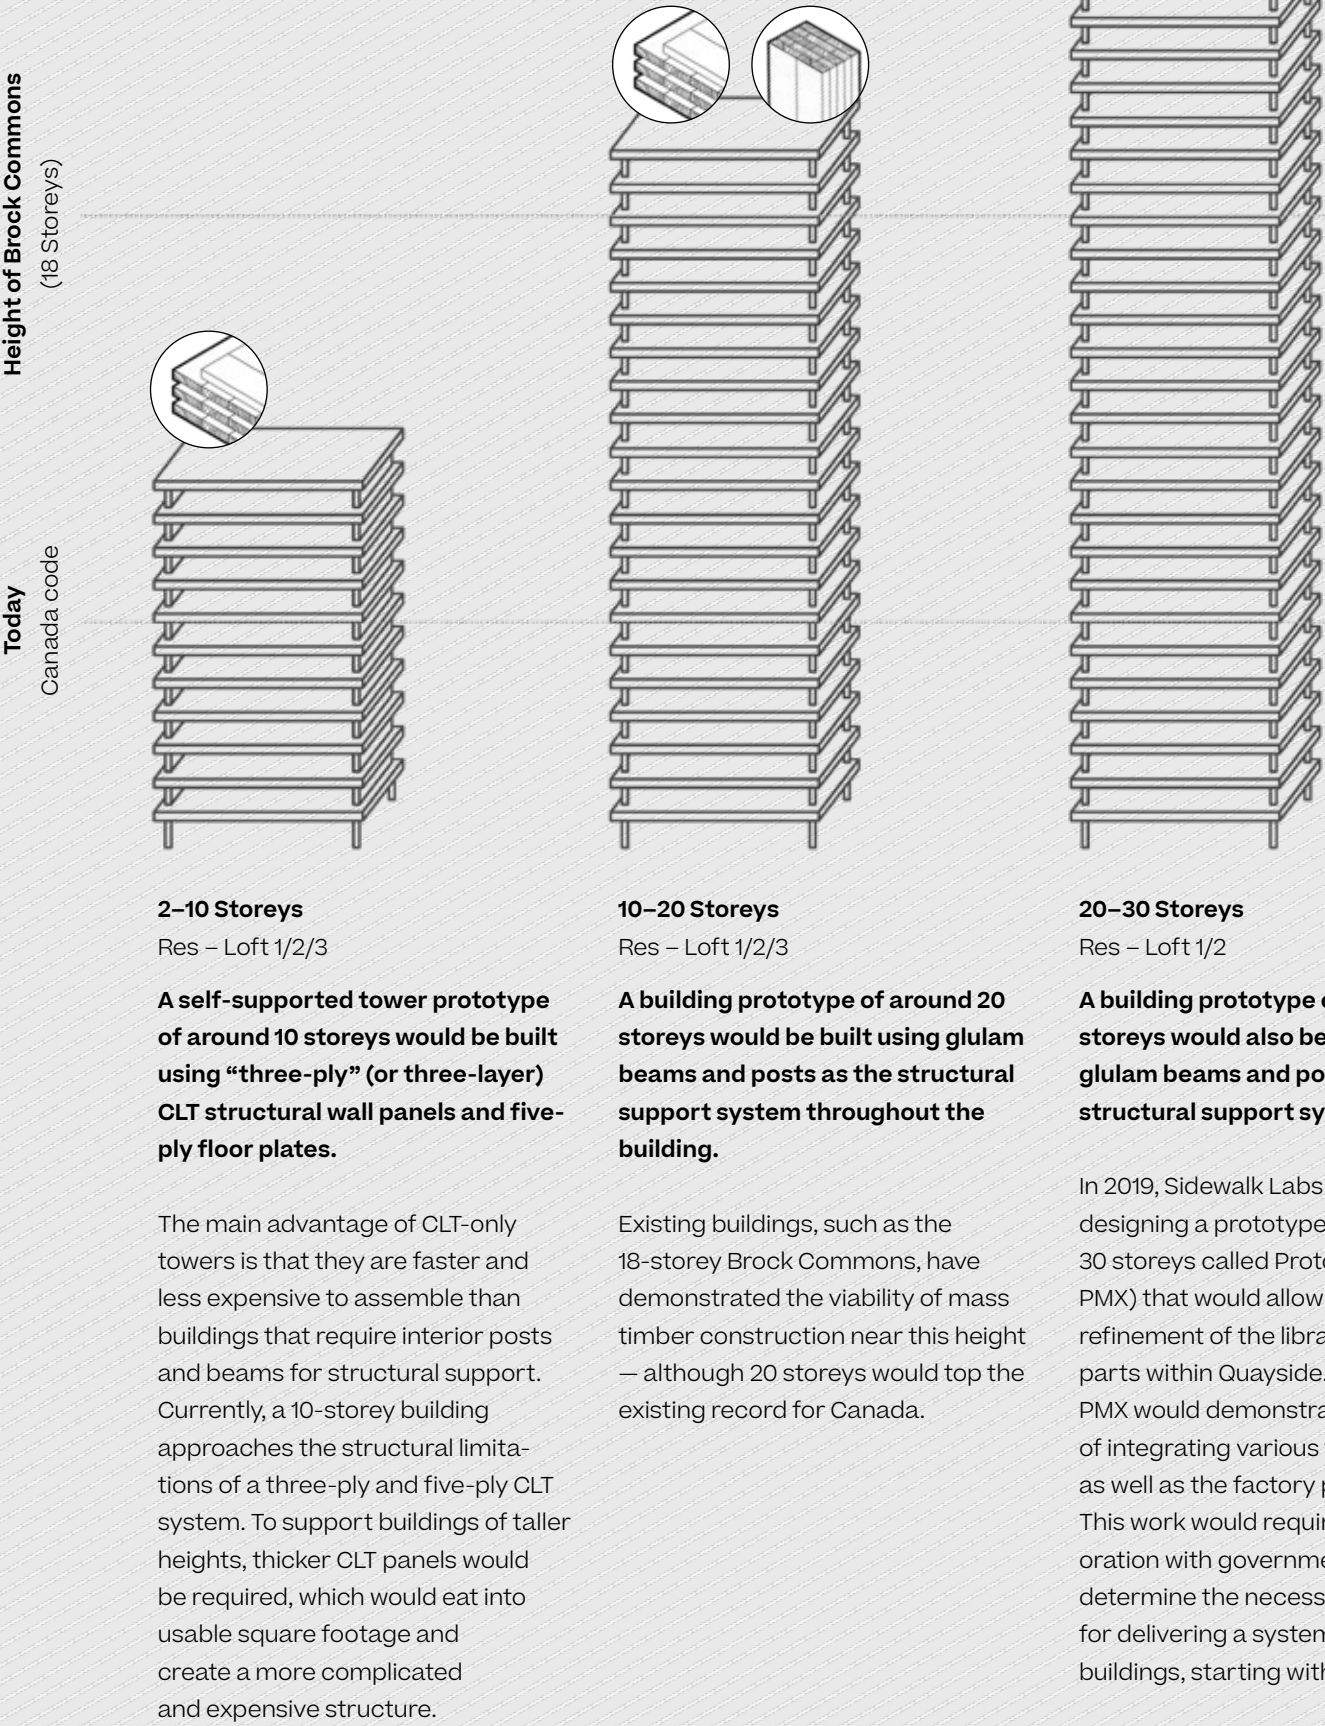 Height of Brock Commons
(18 Storeys)
Today
Canada code
2–10 Storeys
Res – Loft 1/2/3
A self-supported tower prototype
of around 10 storeys would be built
using “three-ply” (or three-layer)
CLT structural wall panels and five-
ply floor plates.
The main advantage of CLT-only
towers is that they are faster and
less expensive to assemble than
buildings that require interior posts
and beams for structural support.
Currently, a 10-storey building
approaches the structural limita-
tions of a three-ply and five-ply CLT
system. To support buildings of taller
heights, thicker CLT panels would
be required, which would eat into
usable square footage and
create a more complicated
and expensive structure.
10–20 Storeys
Res – Loft 1/2/3
A building prototype of around 20
storeys would be built using glulam
beams and posts as the structural
support system throughout the
building.
Existing buildings, such as the
18-storey Brock Commons, have
demonstrated the viability of mass
timber construction near this height
— although 20 storeys would top the
existing record for Canada.
20–30 Storeys
Res – Loft 1/2
A building prototype
storeys would also be
glulam beams and
structural support
In 2019, Sidewalk Labs
designing a prototype
30 storeys called
PMX) that would allow
refinement of the
parts within Quayside.
PMX would
of integrating various
as well as the factory
This work would
oration with
determine the
for delivering a system
buildings, starting